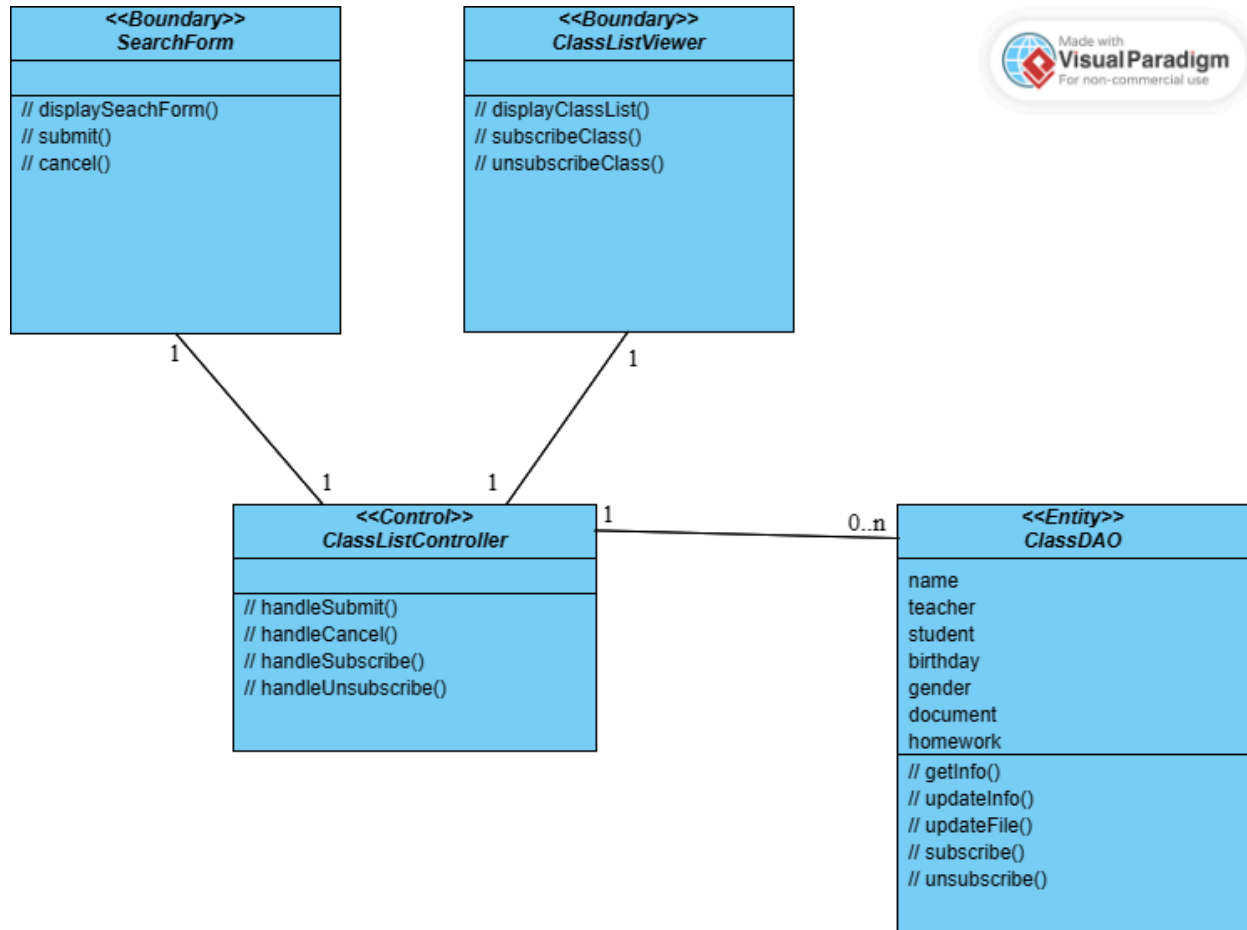 <<Boundary>>
SearchForm
// displaySeachForm()
// submit()
// cancel()
<<Boundary>>
ClassListViewer
// displayClassList()
// subscribeClass()
// unsubscribeClass()
Made with
Visual Paradigm
For non-commercial use
1
1
1
1
1
0..n
<<Control>>
ClassListController
// handleSubmit()
// handleCancel()
// handleSubscribe()
// handleUnsubscribe()
<<Entity>>
ClassDAO
name
teacher
student
birthday
gender
document
homework
// getInfo()
// updateInfo()
// updateFile()
// subscribe()
// unsubscribe()